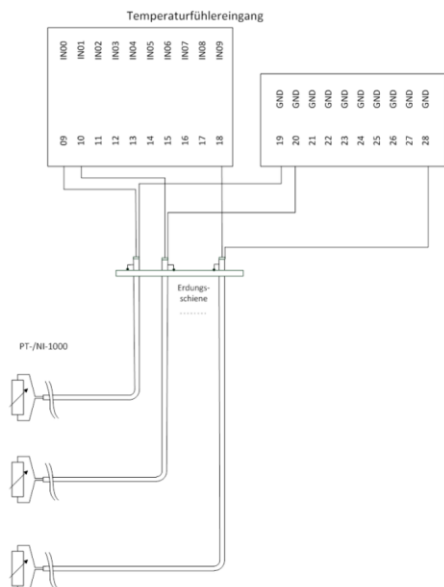 Temperaturfühlereingang
IN00 IN01 IN02 IN03 IN04 IN05 IN06 IN07 IN08 IN09
09 10 11 12 13 14 15 16 17 18
GND GND GND GND GND GND GND GND GND GND
19 20 21 22 23 24 25 26 27 28
Erdungs-
schiene
PT-/NI-1000